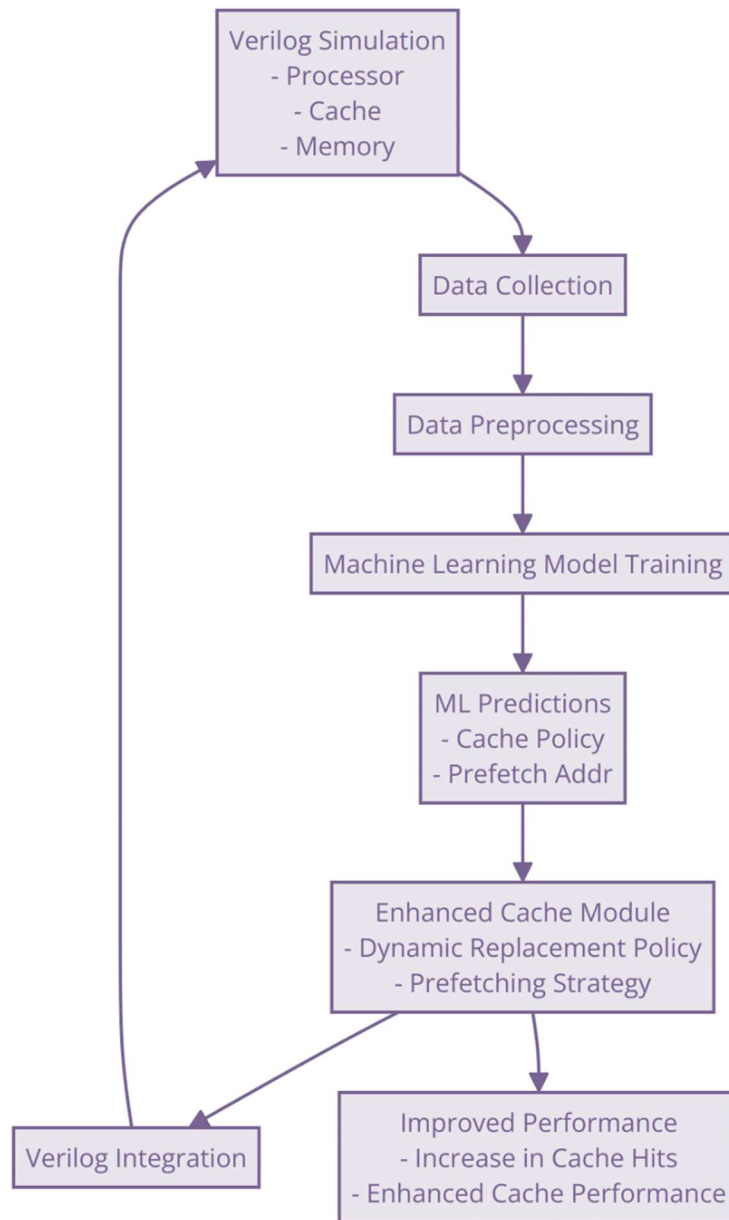 Verilog Simulation
- Processor
- Cache
- Memory
Data Collection
Data Preprocessing
Machine Learning Model Training
ML Predictions
- Cache Policy
- Prefetch Addr
Enhanced Cache Module
- Dynamic Replacement Policy
- Prefetching Strategy
Verilog Integration
Improved Performance
- Increase in Cache Hits
- Enhanced Cache Performance